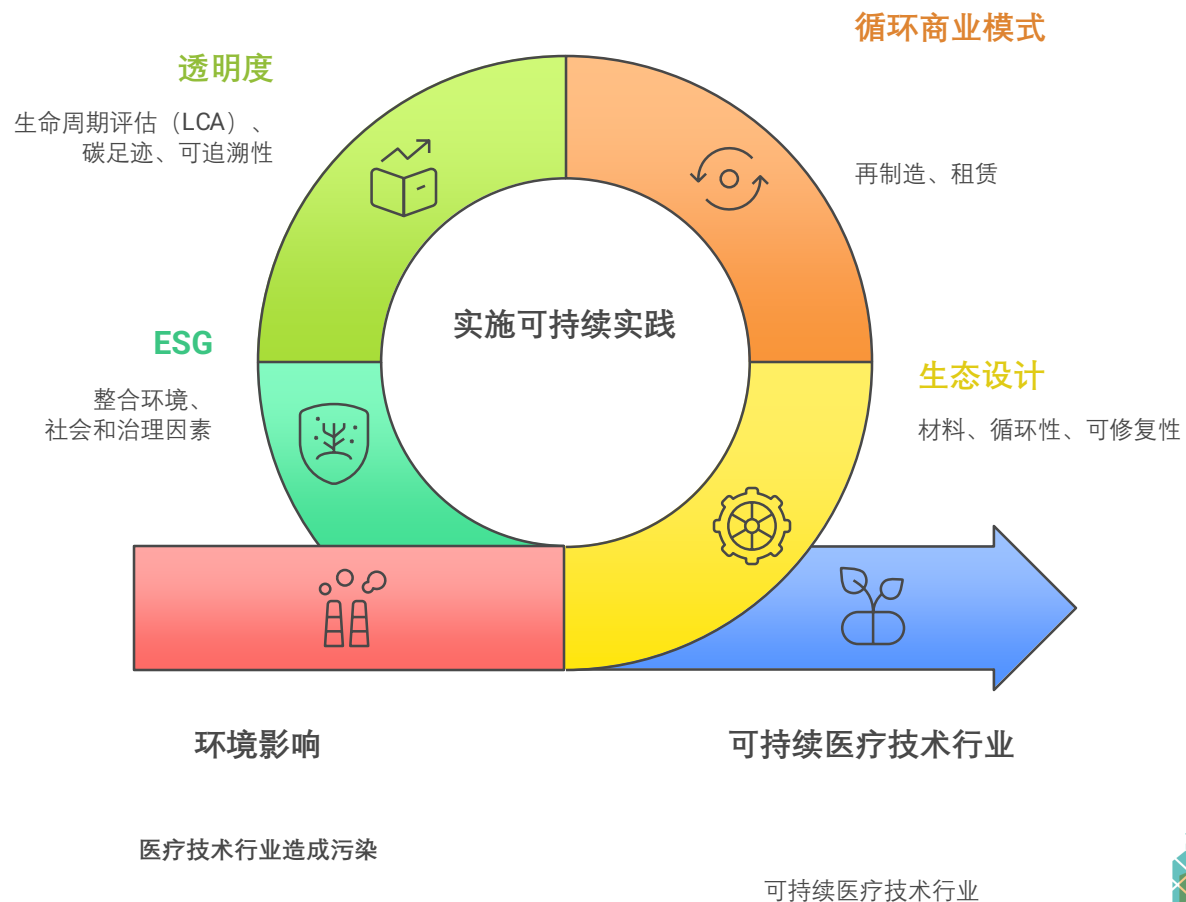 循环商业模式
透明度
生命周期评估（LCA）、
碳足迹、可追溯性
再制造、租赁
实施可持续实践
ESG
整合环境、
社会和治理因素
生态设计
材料、循环性、可修复性
环境影响
可持续医疗技术行业
医疗技术行业造成污染
可持续医疗技术行业